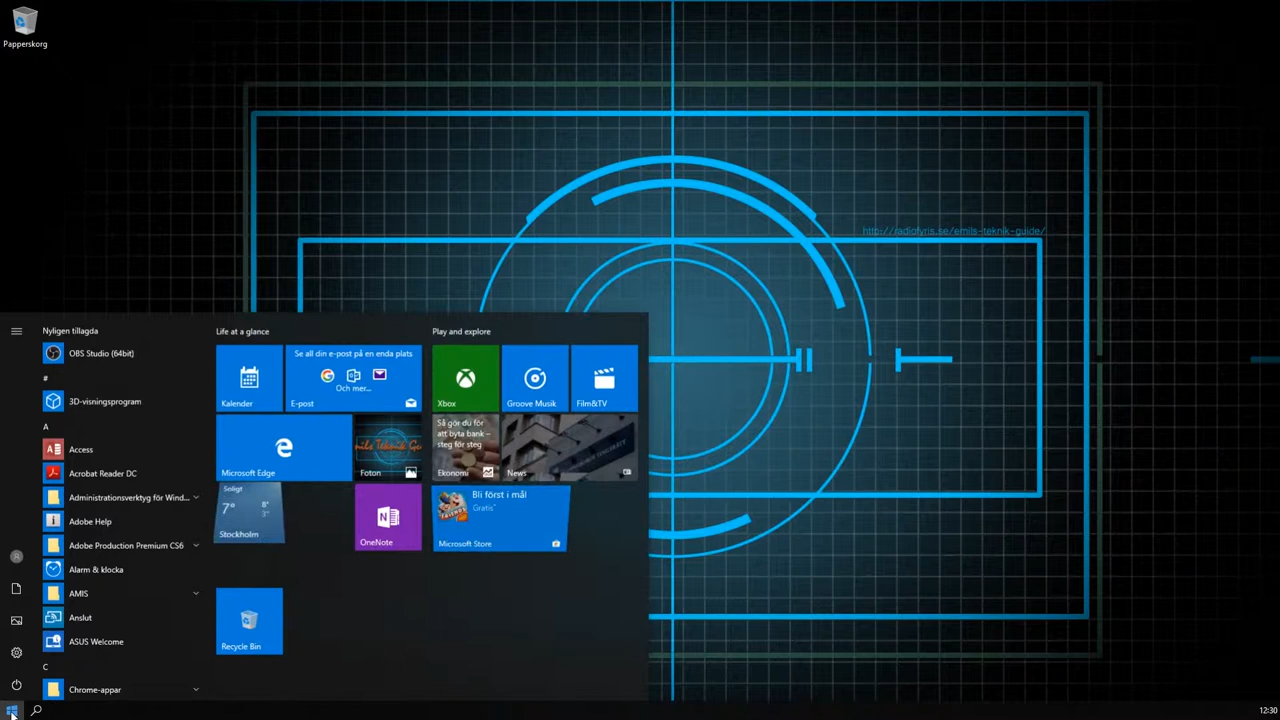 Papperskorg
http://radiofyris.se/emils-teknik-guide/
Nyligen tillagda
OBS Studio (64bit)
#
3D-visningsprogram
A
Access
Acrobat Reader DC
Administrationsverktyg för Wind...
Adobe Help
Adobe Production Premium CS6
Alarm & klocka
AMIS
Anslut
ASUS Welcome
C
Chrome-appar
Life at a glance
Kalender
Se all din e-post på en enda plats
Och mer...
E-post
Microsoft Edge
Foton
Soligt
7°
8°
3°
Stockholm
OneNote
Recycle Bin
Play and explore
Xbox
Groove Musik
Film&TV
Så gör du för
att byta bank –
steg för steg
Ekonomi
News
Bli först i mål!
Gratis
Microsoft Store
12:30